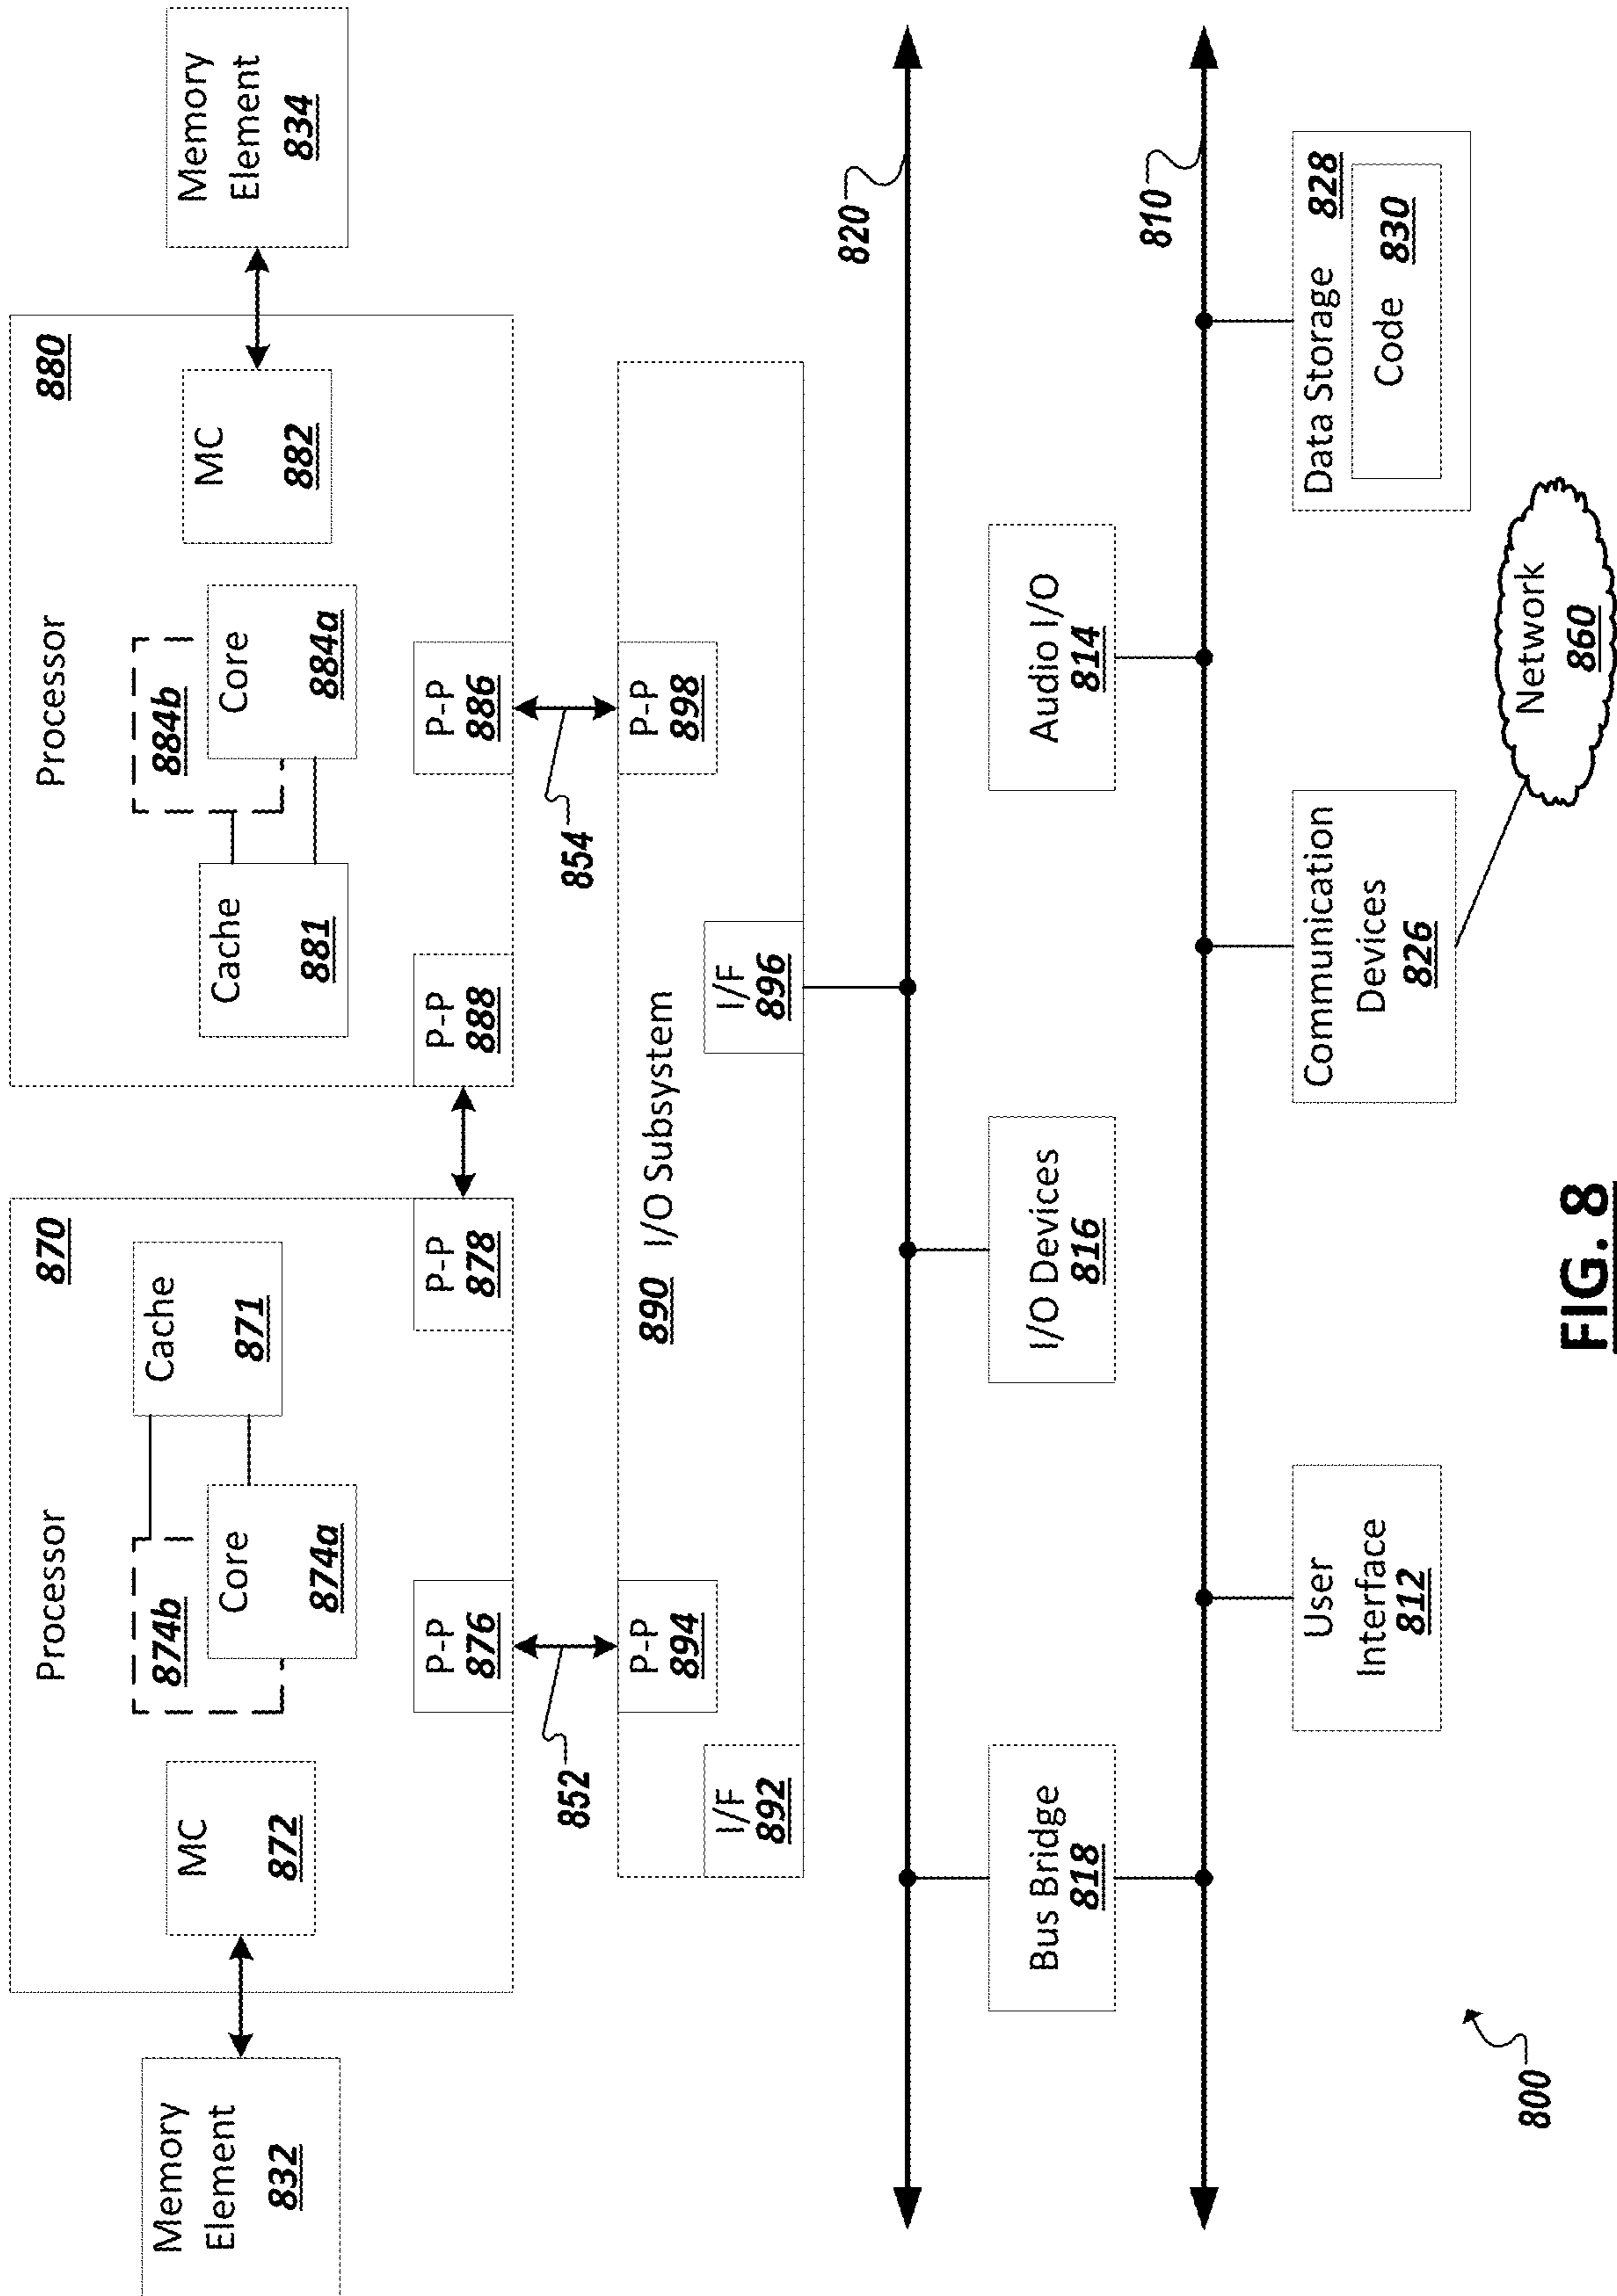 Memory
Element
832
Processor
870
MC
872
874b
Core
874a
Cache
871
P-P
876
P-P
878
Processor
880
Cache
881
884b
Core
884a
MC
882
P-P
888
P-P
886
Memory
Element
834
852
854
890 I/O Subsystem
P-P
894
P-P
898
I/F
892
I/F
896
820
Bus Bridge
818
I/O Devices
816
Audio I/O
814
810
User
Interface
812
Communication
Devices
826
Data Storage 828
Code 830
Network
860
800
FIG. 8